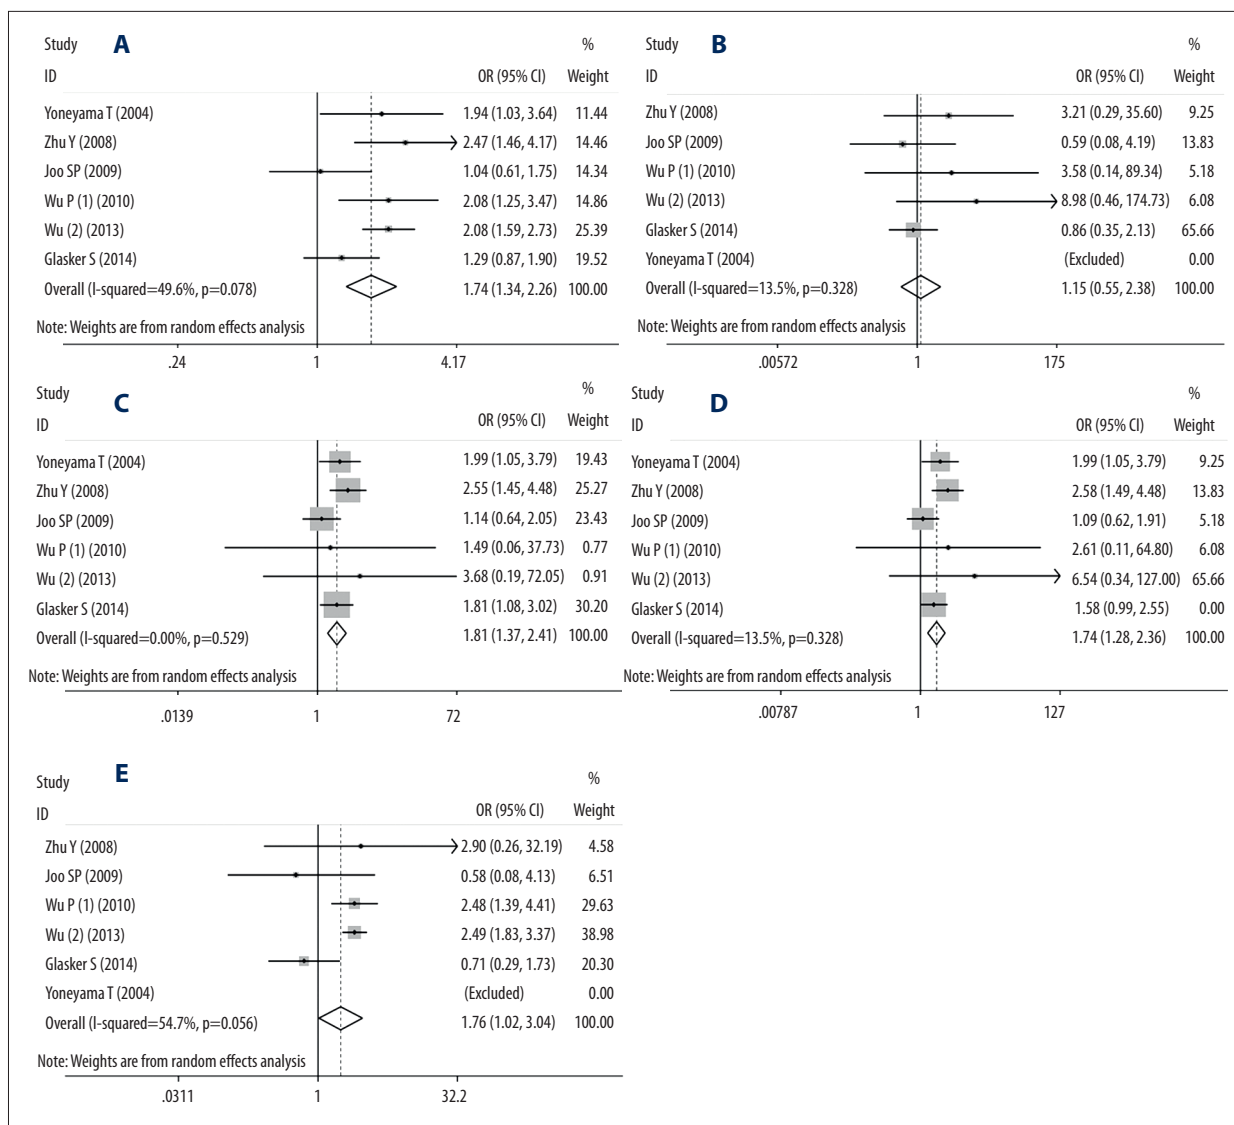 A
Study %
ID OR (95% CI) Weight
Yoneyama T (2004) 1.94 (1.03, 3.64) 11.44
Zhu Y (2008) 2.47 (1.46, 4.17) 14.46
Joo SP (2009) 1.04 (0.61, 1.75) 14.34
Wu P (1) (2010) 2.08 (1.25, 3.47) 14.86
Wu (2) (2013) 2.08 (1.59, 2.73) 25.39
Glasker S (2014) 1.29 (0.87, 1.90) 19.52
Overall (I-squared=49.6%, p=0.078) 1.74 (1.34, 2.26) 100.00
Note: Weights are from random effects analysis
.24 1 4.17
B
Study %
ID OR (95% CI) Weight
Zhu Y (2008) 3.21 (0.29, 35.60) 9.25
Joo SP (2009) 0.59 (0.08, 4.19) 13.83
Wu P (1) (2010) 3.58 (0.14, 89.34) 5.18
Wu (2) (2013) 8.98 (0.46, 174.73) 6.08
Glasker S (2014) 0.86 (0.35, 2.13) 65.66
Yoneyama T (2004) (Excluded) 0.00
Overall (I-squared=13.5%, p=0.328) 1.15 (0.55, 2.38) 100.00
Note: Weights are from random effects analysis
.00572 1 175
C
Study %
ID OR (95% CI) Weight
Yoneyama T (2004) 1.99 (1.05, 3.79) 19.43
Zhu Y (2008) 2.55 (1.45, 4.48) 25.27
Joo SP (2009) 1.14 (0.64, 2.05) 23.43
Wu P (1) (2010) 1.49 (0.06, 37.73) 0.77
Wu (2) (2013) 3.68 (0.19, 72.05) 0.91
Glasker S (2014) 1.81 (1.08, 3.02) 30.20
Overall (I-squared=0.00%, p=0.529) 1.81 (1.37, 2.41) 100.00
Note: Weights are from random effects analysis
.0139 1 72
D
Study %
ID OR (95% CI) Weight
Yoneyama T (2004) 1.99 (1.05, 3.79) 9.25
Zhu Y (2008) 2.58 (1.49, 4.48) 13.83
Joo SP (2009) 1.09 (0.62, 1.91) 5.18
Wu P (1) (2010) 2.61 (0.11, 64.80) 6.08
Wu (2) (2013) 6.54 (0.34, 127.00) 65.66
Glasker S (2014) 1.58 (0.99, 2.55) 0.00
Overall (I-squared=13.5%, p=0.328) 1.74 (1.28, 2.36) 100.00
Note: Weights are from random effects analysis
.00787 1 127
E
Study %
ID OR (95% CI) Weight
Zhu Y (2008) 2.90 (0.26, 32.19) 4.58
Joo SP (2009) 0.58 (0.08, 4.13) 6.51
Wu P (1) (2010) 2.48 (1.39, 4.41) 29.63
Wu (2) (2013) 2.49 (1.83, 3.37) 38.98
Glasker S (2014) 0.71 (0.29, 1.73) 20.30
Yoneyama T (2004) (Excluded) 0.00
Overall (I-squared=54.7%, p=0.056) 1.76 (1.02, 3.04) 100.00
Note: Weights are from random effects analysis
.0311 1 32.2